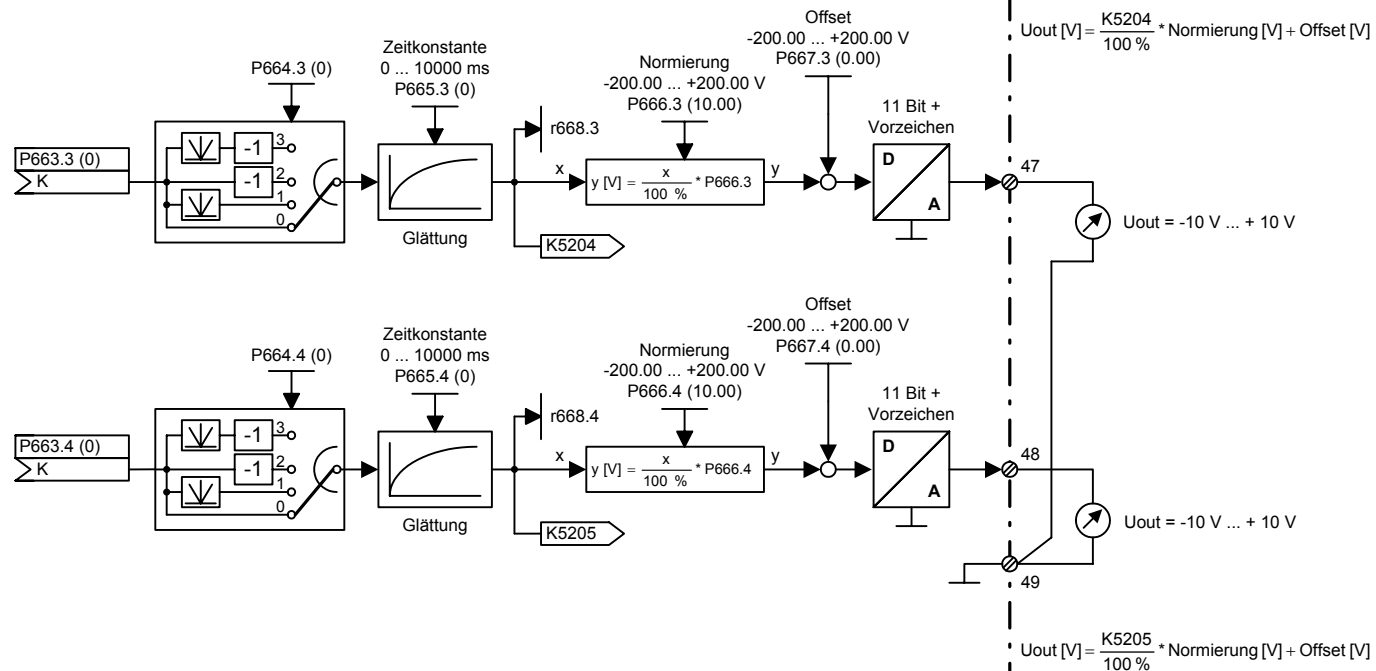 Uout [V] = K5204 / 100 % * Normierung [V] + Offset [V]
Offset
-200.00 ... +200.00 V
P667.3 (0.00)
Zeitkonstante
0 ... 10000 ms
P665.3 (0)
Normierung
-200.00 ... +200.00 V
P666.3 (10.00)
P664.3 (0)
11 Bit +
Vorzeichen
r668.3
P663.3 (0)
K
-1
3
-1
2
1
0
x
y [V] = x / 100 % * P666.3
y
D
A
47
Uout = -10 V ... + 10 V
Glättung
K5204
Offset
-200.00 ... +200.00 V
P667.4 (0.00)
Zeitkonstante
0 ... 10000 ms
P665.4 (0)
Normierung
-200.00 ... +200.00 V
P666.4 (10.00)
P664.4 (0)
11 Bit +
Vorzeichen
r668.4
P663.4 (0)
K
-1
3
-1
2
1
0
x
y [V] = x / 100 % * P666.4
y
D
A
48
Uout = -10 V ... + 10 V
Glättung
K5205
49
Uout [V] = K5205 / 100 % * Normierung [V] + Offset [V]